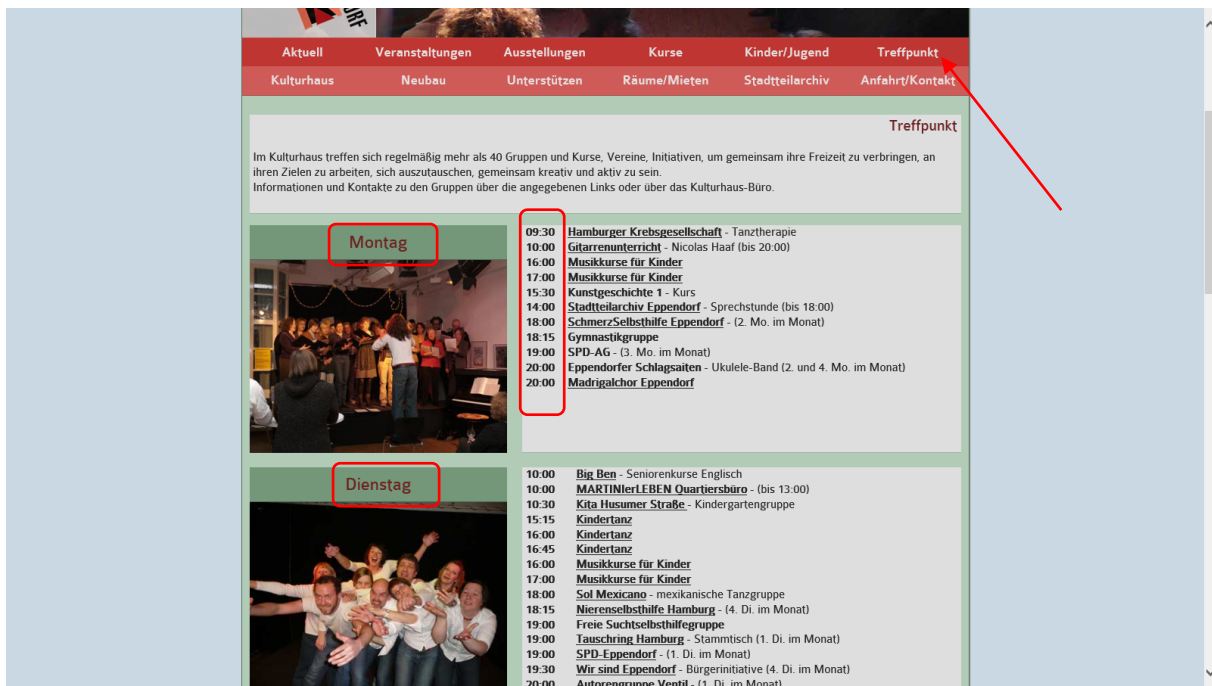 Aktuell Veranstaltungen Ausstellungen Kurse Kinder/Jugend Treffpunkt
Kulturhaus Neubau Unterstützen Räume/Mieten Stadtteilarchiv Anfahrt/Kontakt
Treffpunkt
Im Kulturhaus treffen sich regelmäßig mehr als 40 Gruppen und Kurse, Vereine, Initiativen, um gemeinsam ihre Freizeit zu verbringen, an
ihren Zielen zu arbeiten, sich auszutauschen, gemeinsam kreativ und aktiv zu sein.
Informationen und Kontakte zu den Gruppen über die angegebenen Links oder über das Kulturhaus-Büro.
Montag
09:30 Hamburger Krebsgesellschaft - Tanztherapie
10:00 Gitarrenunterricht - Nicolas Haaf (bis 20:00)
16:00 Musikkurse für Kinder
17:00 Musikkurse für Kinder
15:30 Kunstgeschichte 1 - Kurs
14:00 Stadtteilarchiv Eppendorf - Sprechstunde (bis 18:00)
18:00 SchmerzSelbsthilfe Eppendorf - (2. Mo. im Monat)
18:15 Gymnastikgruppe
19:00 SPD-AG - (3. Mo. im Monat)
20:00 Eppendorfer Schlagsaiten - Ukulele-Band (2. und 4. Mo. im Monat)
20:00 Madrigalchor Eppendorf
Dienstag
10:00 Big Ben - Seniorenkurse Englisch
10:00 MARTINIerLEBEN Quartiersbüro - (bis 13:00)
10:30 Kita Husumer Straße - Kindergartengruppe
15:15 Kindertanz
16:00 Kindertanz
16:45 Kindertanz
16:00 Musikkurse für Kinder
17:00 Musikkurse für Kinder
18:00 Sol Mexicano - mexikanische Tanzgruppe
18:15 Nierenselbsthilfe Hamburg - (4. Di. im Monat)
19:00 Freie Suchtselbsthilfegruppe
19:00 Tauschring Hamburg - Stammtisch (1. Di. im Monat)
19:00 SPD-Eppendorf - (1. Di. im Monat)
19:30 Wir sind Eppendorf - Bürgerinitiative (4. Di. im Monat)
20:00 Autorengruppe Ventil - (1. Di. im Monat)